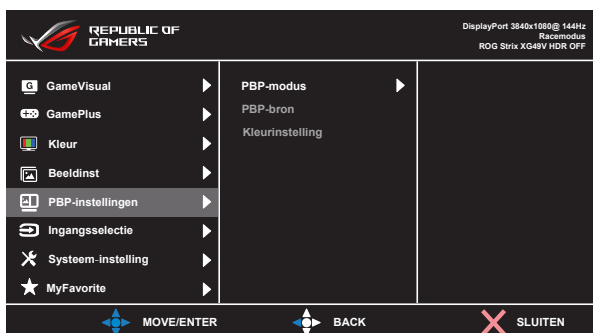 REPUBLIC OF
GAMERS
DisplayPort 3840x1080@ 144Hz
Racemodus
ROG Strix XG49V HDR OFF
G GameVisual
GamePlus
Kleur
Beeldinst
PBP-instellingen
Ingangsselectie
Systeem-instelling
MyFavorite
PBP-modus
PBP-bron
Kleurinstelling
MOVE/ENTER
BACK
SLUITEN